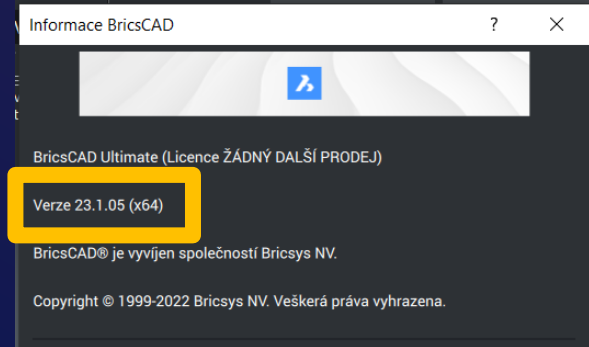 Informace BricsCAD
BricsCAD Ultimate (Licence ŽÁDNÝ DALŠÍ PRODEJ)
Verze 23.1.05 (x64)
BricsCAD® je vyvíjen společností Bricsys NV.
Copyright © 1999-2022 Bricsys NV. Veškerá práva vyhrazena.